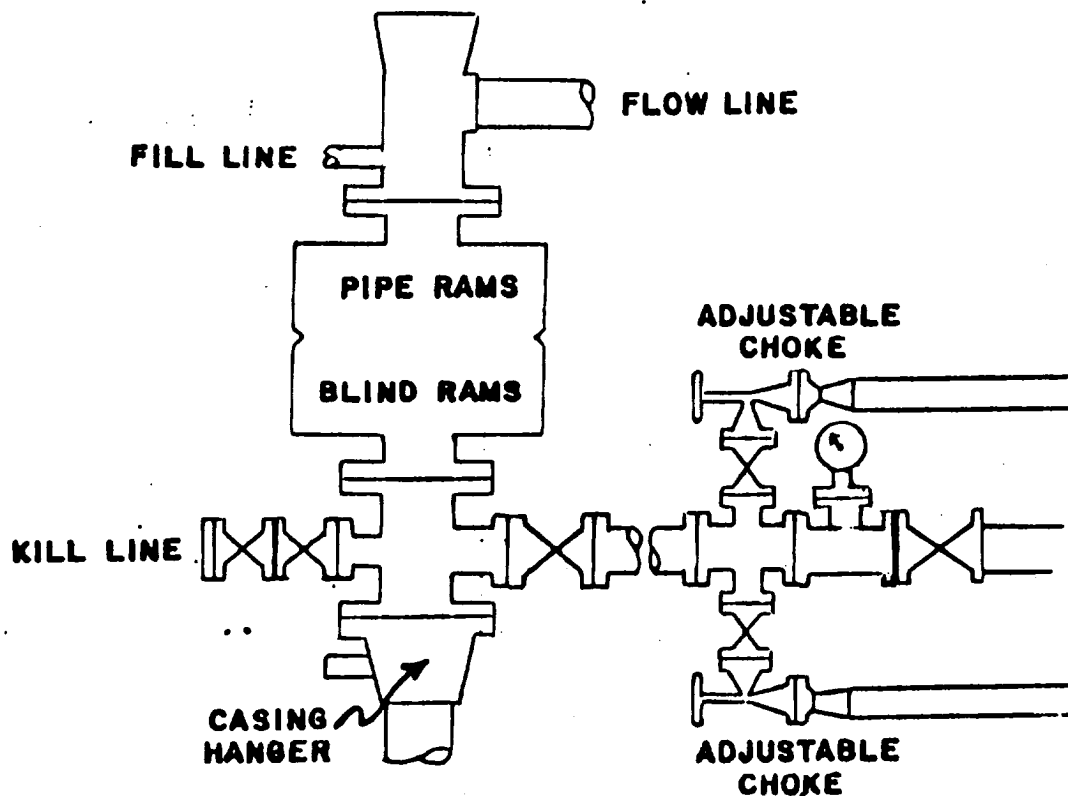 FLOW LINE
FILL LINE
PIPE RAMS
BLIND RAMS
ADJUSTABLE
CHOKE
KILL LINE
CASING
HANGER
ADJUSTABLE
CHOKE